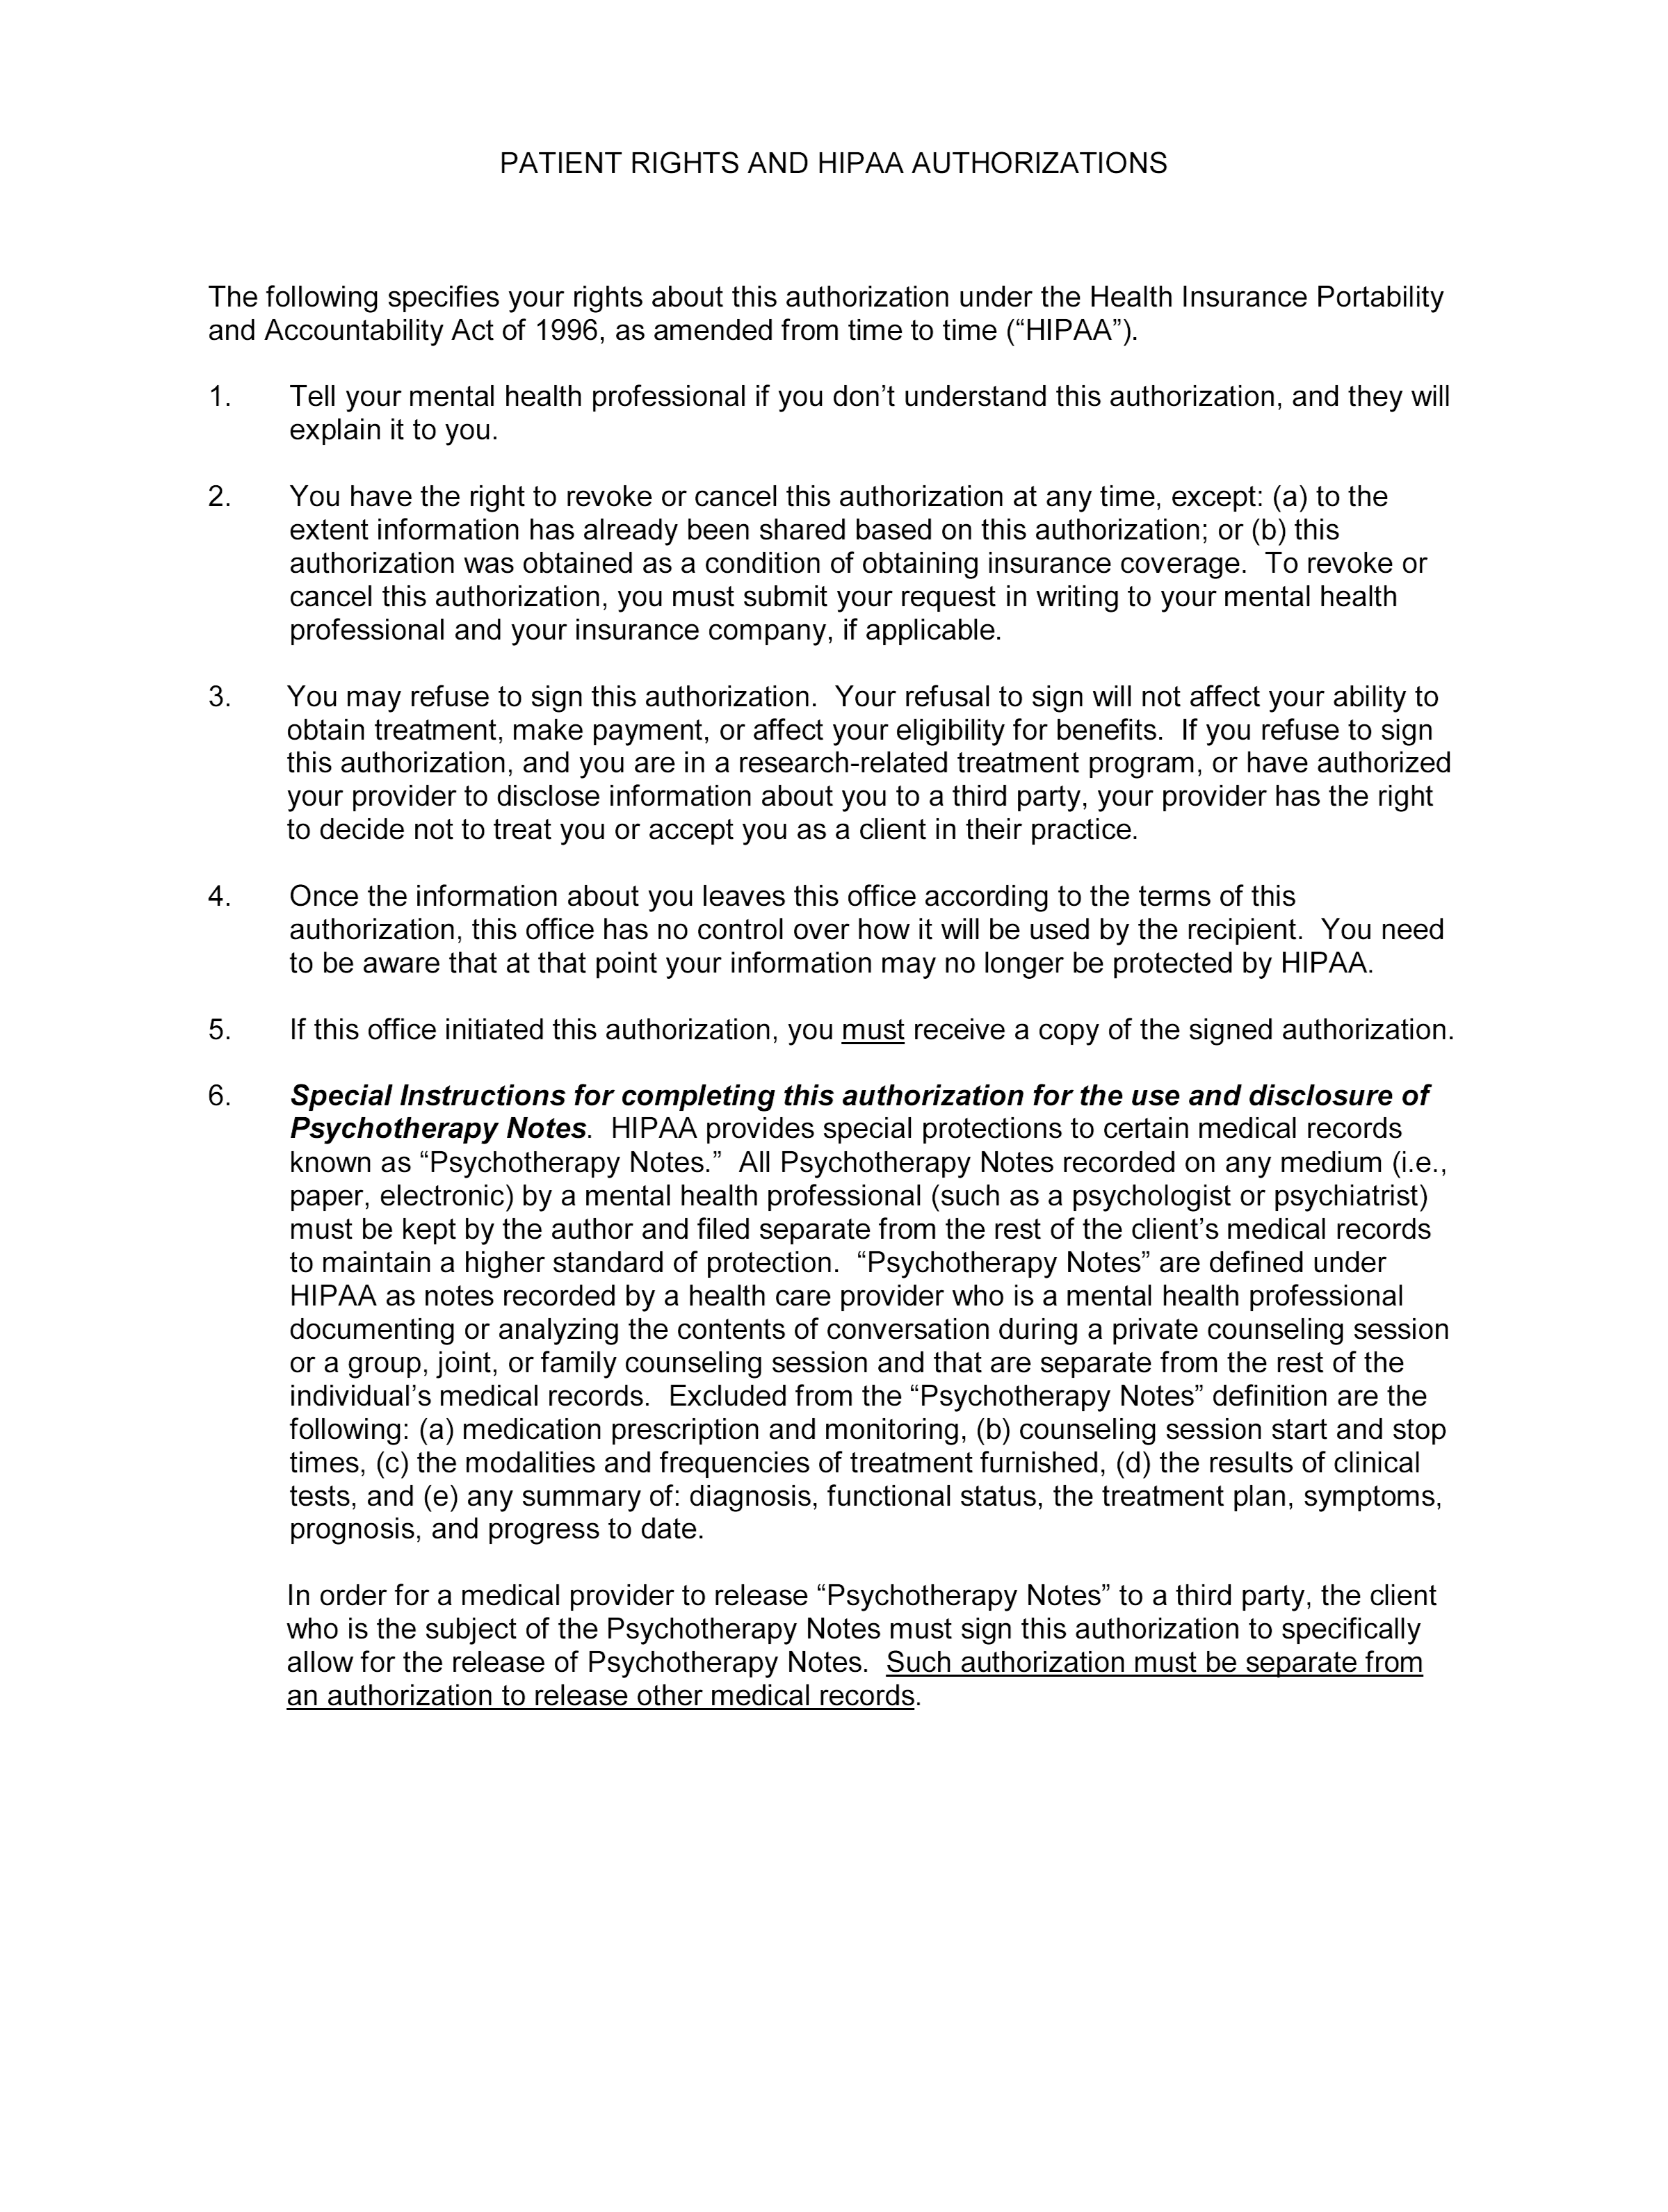 PATIENT RIGHTS AND HIPAA AUTHORIZATIONS
The following specifies your rights about this authorization under the Health Insurance Portability
and Accountability Act of 1996, as amended from time to time (“HIPAA”).
1. Tell your mental health professional if you don’t understand this authorization, and they will
explain it to you.
2. You have the right to revoke or cancel this authorization at any time, except: (a) to the
extent information has already been shared based on this authorization; or (b) this
authorization was obtained as a condition of obtaining insurance coverage. To revoke or
cancel this authorization, you must submit your request in writing to your mental health
professional and your insurance company, if applicable.
3. You may refuse to sign this authorization. Your refusal to sign will not affect your ability to
obtain treatment, make payment, or affect your eligibility for benefits. If you refuse to sign
this authorization, and you are in a research-related treatment program, or have authorized
your provider to disclose information about you to a third party, your provider has the right
to decide not to treat you or accept you as a client in their practice.
4. Once the information about you leaves this office according to the terms of this
authorization, this office has no control over how it will be used by the recipient. You need
to be aware that at that point your information may no longer be protected by HIPAA.
5. If this office initiated this authorization, you must receive a copy of the signed authorization.
6. Special Instructions for completing this authorization for the use and disclosure of
Psychotherapy Notes. HIPAA provides special protections to certain medical records
known as “Psychotherapy Notes.” All Psychotherapy Notes recorded on any medium (i.e.,
paper, electronic) by a mental health professional (such as a psychologist or psychiatrist)
must be kept by the author and filed separate from the rest of the client’s medical records
to maintain a higher standard of protection. “Psychotherapy Notes” are defined under
HIPAA as notes recorded by a health care provider who is a mental health professional
documenting or analyzing the contents of conversation during a private counseling session
or a group, joint, or family counseling session and that are separate from the rest of the
individual’s medical records. Excluded from the “Psychotherapy Notes” definition are the
following: (a) medication prescription and monitoring, (b) counseling session start and stop
times, (c) the modalities and frequencies of treatment furnished, (d) the results of clinical
tests, and (e) any summary of: diagnosis, functional status, the treatment plan, symptoms,
prognosis, and progress to date.
In order for a medical provider to release “Psychotherapy Notes” to a third party, the client
who is the subject of the Psychotherapy Notes must sign this authorization to specifically
allow for the release of Psychotherapy Notes. Such authorization must be separate from
an authorization to release other medical records.